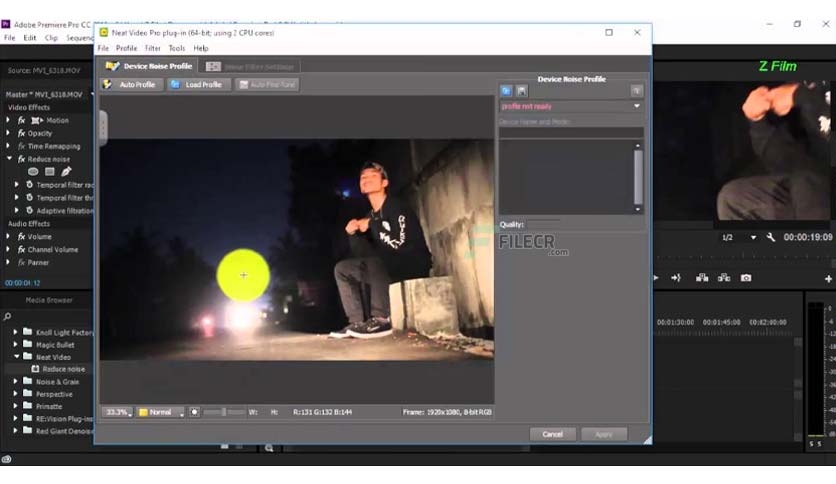 Adobe Premiere Pro CC
File Edit Clip Sequence
Neat Video Pro plug-in (64-bit; using 2 CPU cores)
File Profile Filter Tools Help
Device Noise Profile
Noise Filter Settings
Auto Profile
Load Profile
Auto Fine-Tune
Device Noise Profile
profile not ready
Device Name and Mode:
Quality:
Z Film
Source: MVI_6318.MOV
Master * MVI_6318.MOV
Video Effects
fx Motion
fx Opacity
fx Time Remapping
fx Reduce noise
Temporal filter rad
Temporal filter thr
Adaptive filtration
Audio Effects
fx Volume
fx Channel Volume
fx Panner
00:00:01:12
FILECR
.com
1/2
00:00:19:09
Media Browser
Knoll Light Factory
Magic Bullet
Neat Video
Reduce noise
Noise & Grain
Perspective
Primatte
RE:Vision Plug-ins
Red Giant Denoise
00:01:30:00 00:01:45:00 00:02:00:00
33.3% Normal W: H: R:131 G:132 B:144 Frame: 1920x1080, 8-bit RGB
Cancel Apply
S S